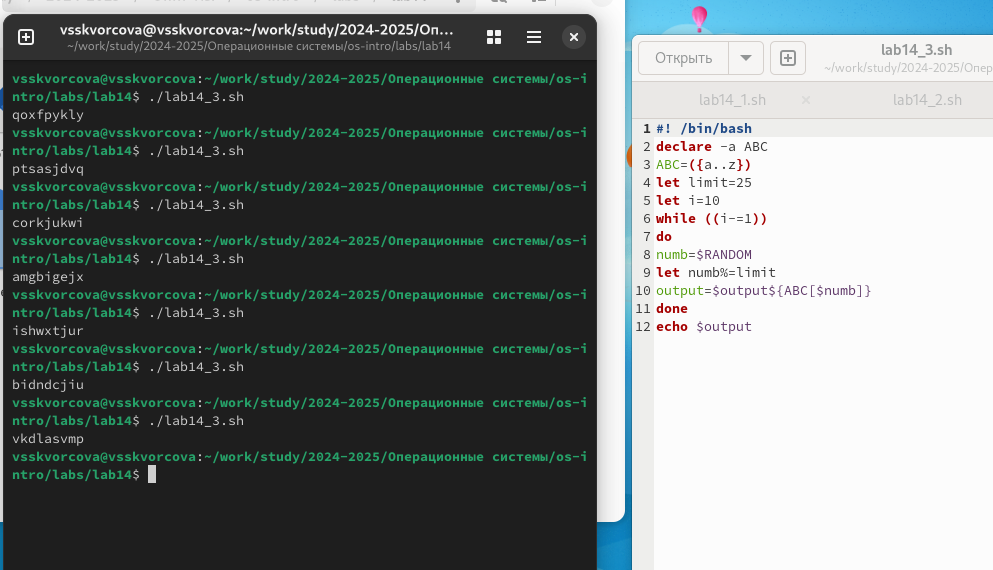 vsskvorcova@vsskvorcova:~/work/study/2024-2025/Оп...
~/work/study/2024-2025/Операционные системы/os-intro/labs/lab14
vsskvorcova@vsskvorcova:~/work/study/2024-2025/Операционные системы/os-i
ntro/labs/lab14$ ./lab14_3.sh
qoxfpykly
vsskvorcova@vsskvorcova:~/work/study/2024-2025/Операционные системы/os-i
ntro/labs/lab14$ ./lab14_3.sh
ptsasjdvq
vsskvorcova@vsskvorcova:~/work/study/2024-2025/Операционные системы/os-i
ntro/labs/lab14$ ./lab14_3.sh
corkjukwi
vsskvorcova@vsskvorcova:~/work/study/2024-2025/Операционные системы/os-i
ntro/labs/lab14$ ./lab14_3.sh
amgbigejx
vsskvorcova@vsskvorcova:~/work/study/2024-2025/Операционные системы/os-i
ntro/labs/lab14$ ./lab14_3.sh
ishwxtjur
vsskvorcova@vsskvorcova:~/work/study/2024-2025/Операционные системы/os-i
ntro/labs/lab14$ ./lab14_3.sh
bidndcjiu
vsskvorcova@vsskvorcova:~/work/study/2024-2025/Операционные системы/os-i
ntro/labs/lab14$ ./lab14_3.sh
vkdlasvmp
vsskvorcova@vsskvorcova:~/work/study/2024-2025/Операционные системы/os-i
ntro/labs/lab14$
Открыть
lab14_3.sh
~/work/study/2024-2025/Опер
lab14_1.sh
lab14_2.sh
1 #! /bin/bash
2 declare -a ABC
3 ABC=({a..z})
4 let limit=25
5 let i=10
6 while ((i-=1))
7 do
8 numb=$RANDOM
9 let numb%=limit
10 output=$output${ABC[$numb]}
11 done
12 echo $output